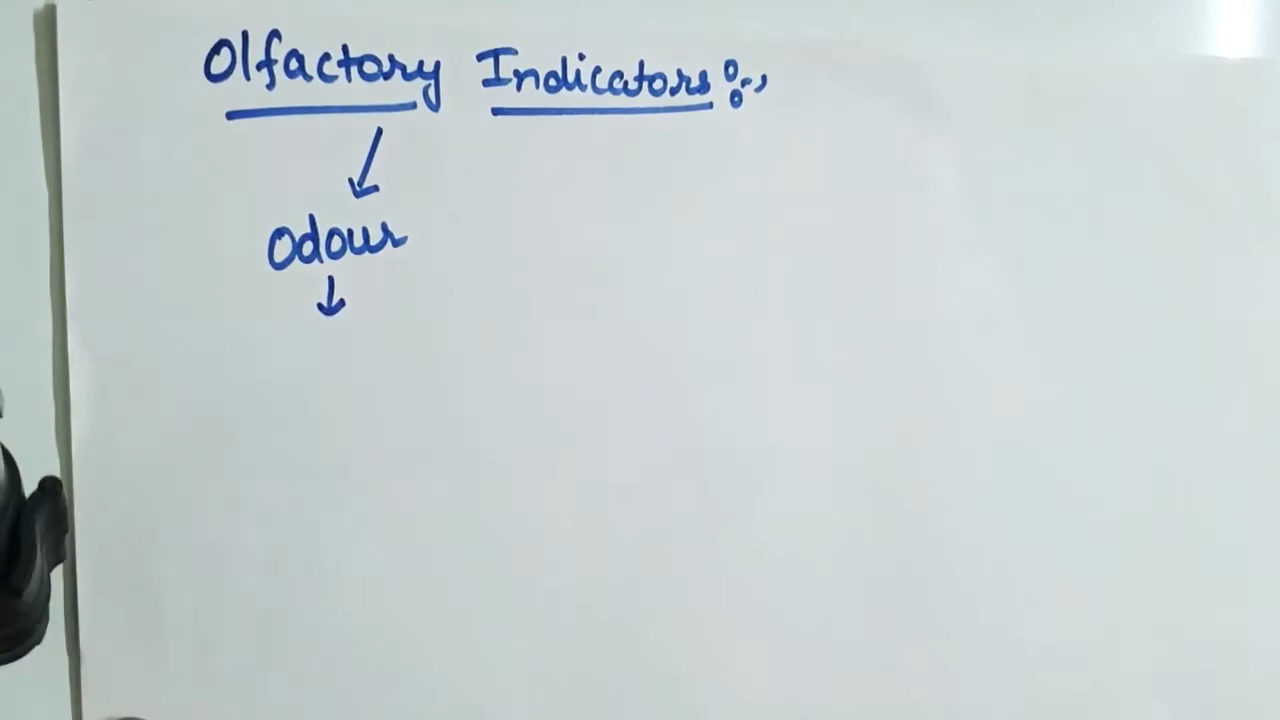 Olfactory Indicators :-
↓
Odour
↓